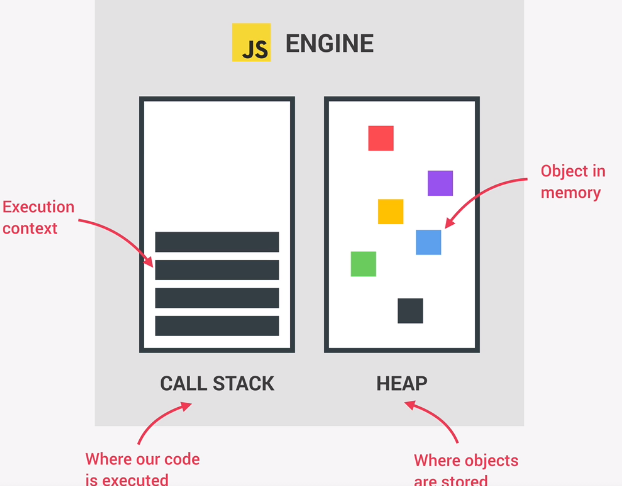 JS ENGINE
Execution
context
Object in
memory
CALL STACK
HEAP
Where our code
is executed
Where objects
are stored